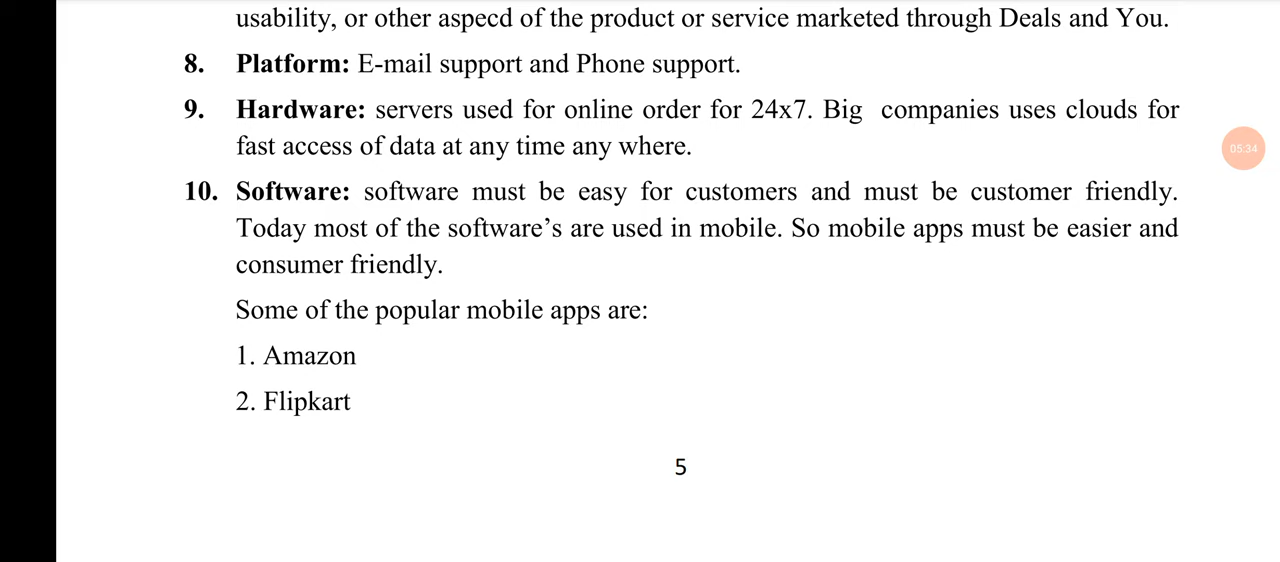 usability, or other aspecd of the product or service marketed through Deals and You.
8. Platform: E-mail support and Phone support.
9. Hardware: servers used for online order for 24x7. Big companies uses clouds for
fast access of data at any time any where.
05:34
10. Software: software must be easy for customers and must be customer friendly.
Today most of the software's are used in mobile. So mobile apps must be easier and
consumer friendly.
Some of the popular mobile apps are:
1. Amazon
2. Flipkart
5